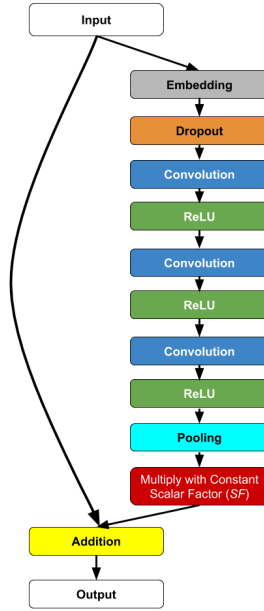 Input
Embedding
Dropout
Convolution
ReLU
Convolution
ReLU
Convolution
ReLU
Pooling
Multiply with Constant
Scalar Factor (SF)
Addition
Output